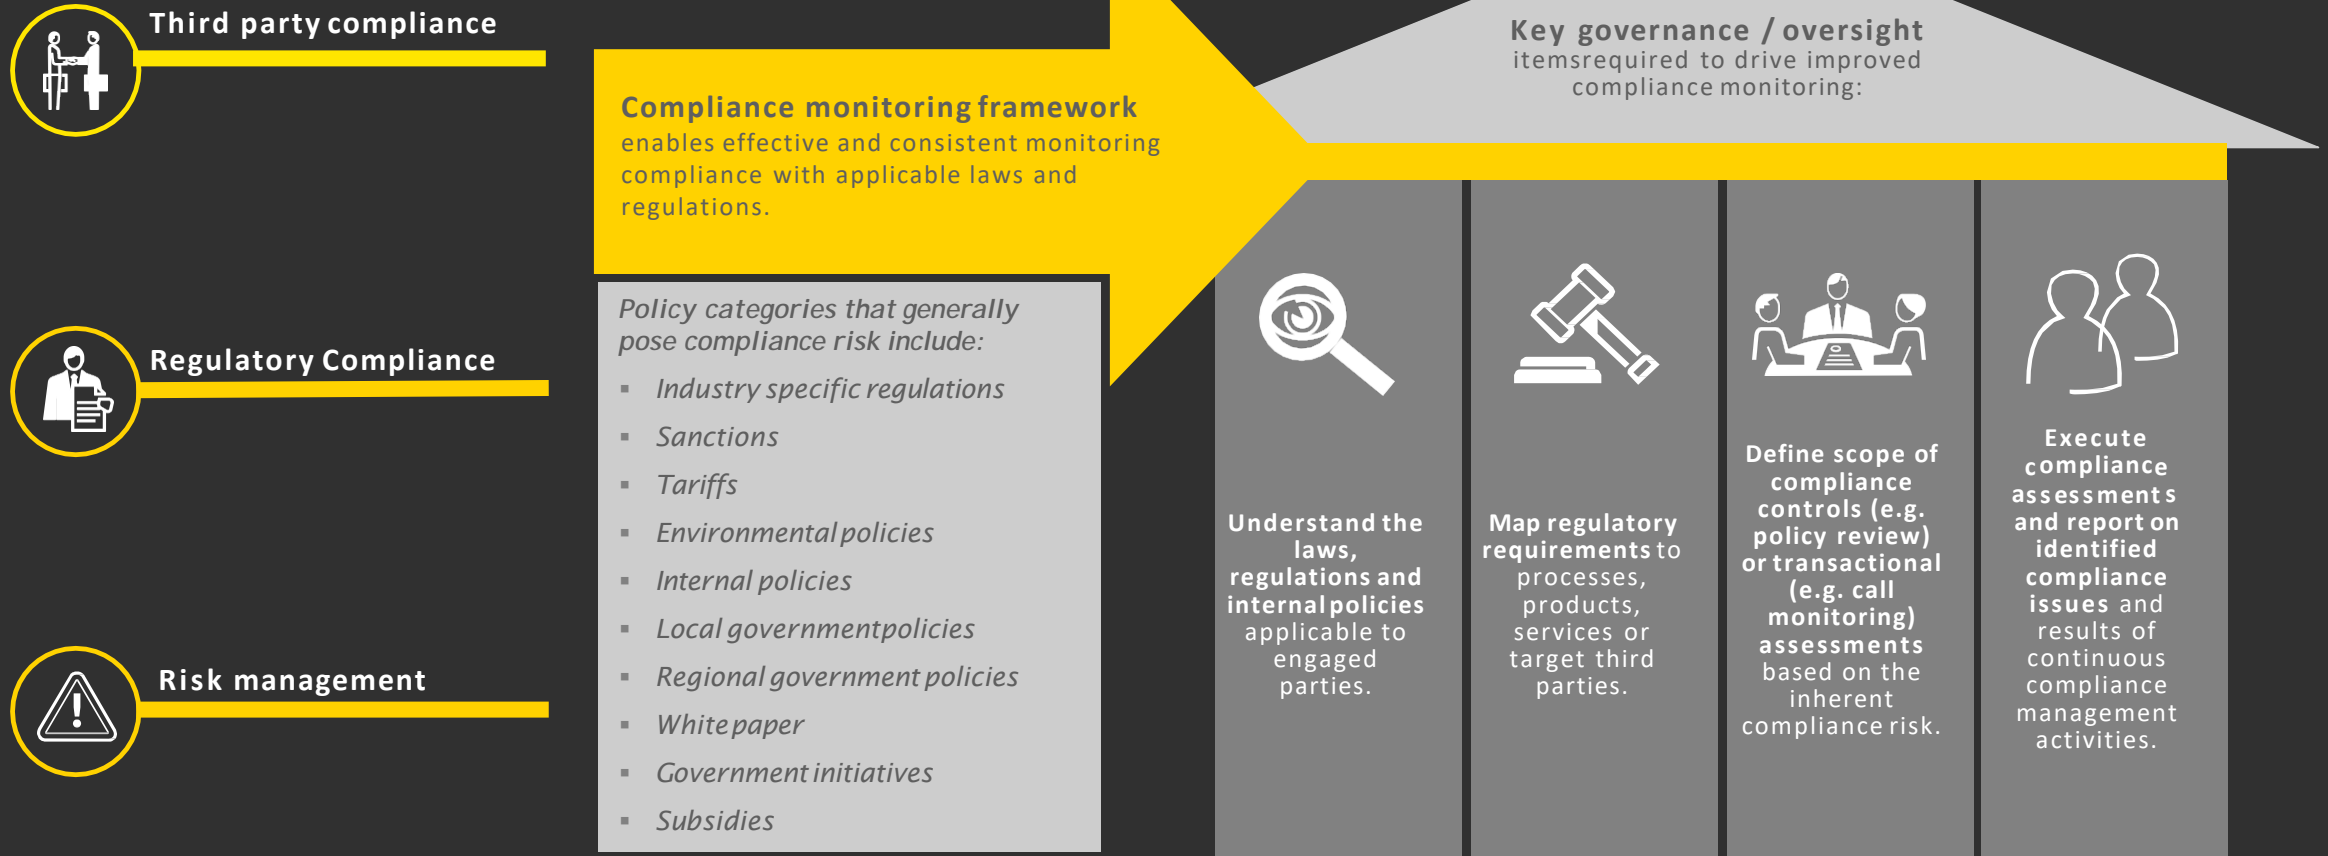 Third party compliance
Regulatory Compliance
Risk management
Compliance monitoring framework
enables effective and consistent monitoring
compliance with applicable laws and
regulations.
Policy categories that generally
pose compliance risk include:
▪ Industry specific regulations
▪ Sanctions
▪ Tariffs
▪ Environmental policies
▪ Internal policies
▪ Local governmentpolicies
▪ Regional government policies
▪ White paper
▪ Government initiatives
▪ Subsidies
Key governance / oversight
itemsrequired to drive improved
compliance monitoring:
Understand the
laws,
regulations and
internal policies
applicable to
engaged
parties.
Map regulatory
requirements to
processes,
products,
services or
target third
parties.
Define scope of
compliance
controls (e.g.
policy review)
or transactional
(e.g. call
monitoring)
assessments
based on the
inherent
compliance risk.
Execute
compliance
assessments
and report on
identified
compliance
issues and
results of
continuous
compliance
management
activities.